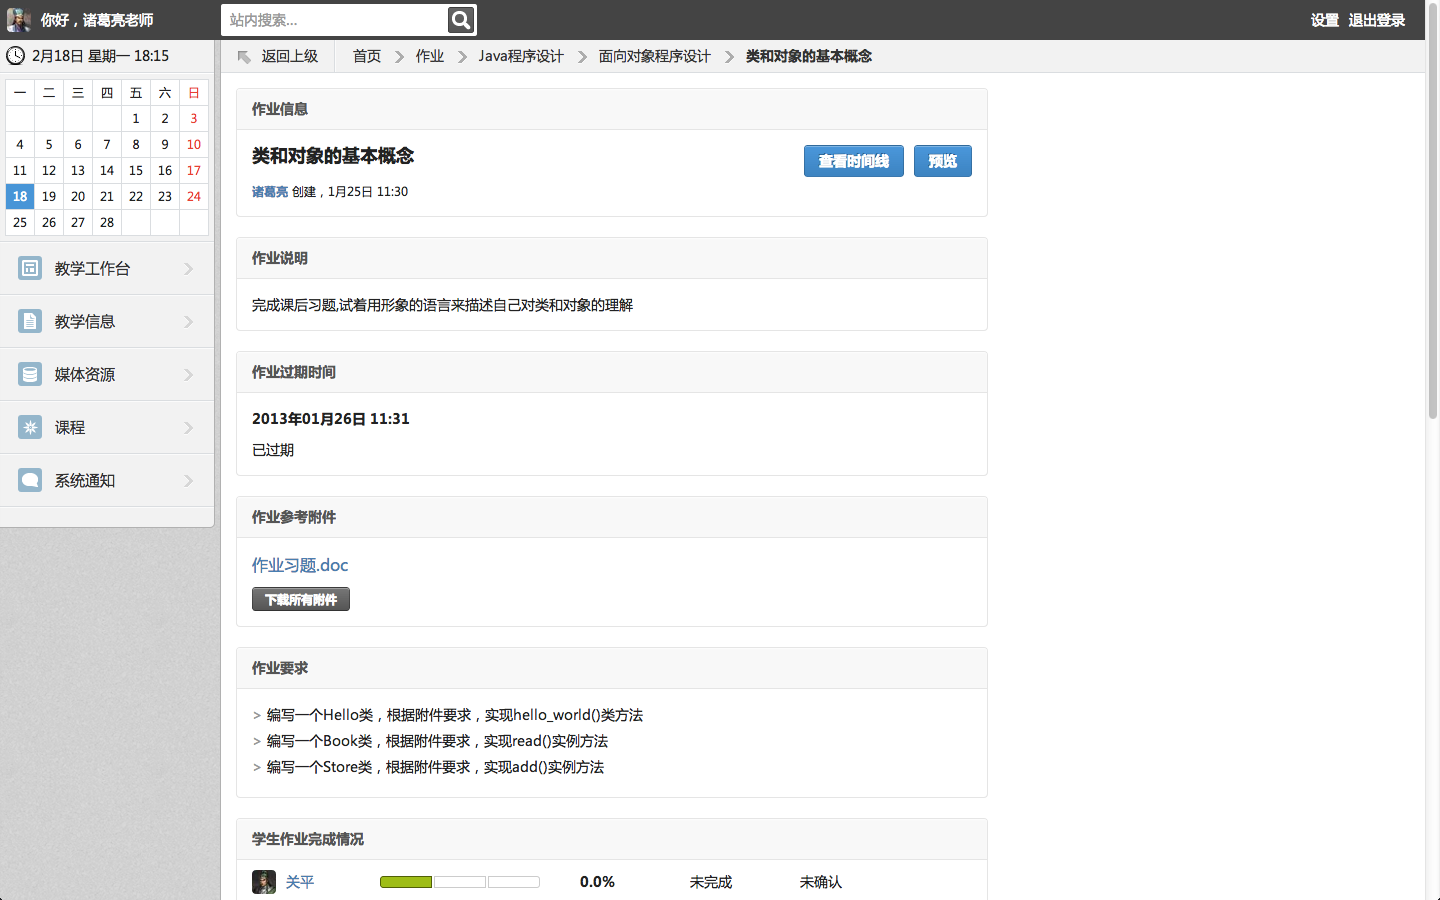 你好，诸葛亮老师
站内搜索...
设置 退出登录
2月18日 星期一 18:15
返回上级 首页 作业 Java程序设计 面向对象程序设计 类和对象的基本概念
一 二 三 四 五 六 日
1 2 3
4 5 6 7 8 9 10
11 12 13 14 15 16 17
18 19 20 21 22 23 24
25 26 27 28
教学工作台
教学信息
媒体资源
课程
系统通知
作业信息
类和对象的基本概念
查看时间线 预览
诸葛亮 创建，1月25日 11:30
作业说明
完成课后习题,试着用形象的语言来描述自己对类和对象的理解
作业过期时间
2013年01月26日 11:31
已过期
作业参考附件
作业习题.doc
下载所有附件
作业要求
> 编写一个Hello类，根据附件要求，实现hello_world()类方法
> 编写一个Book类，根据附件要求，实现read()实例方法
> 编写一个Store类，根据附件要求，实现add()实例方法
学生作业完成情况
关平 0.0% 未完成 未确认